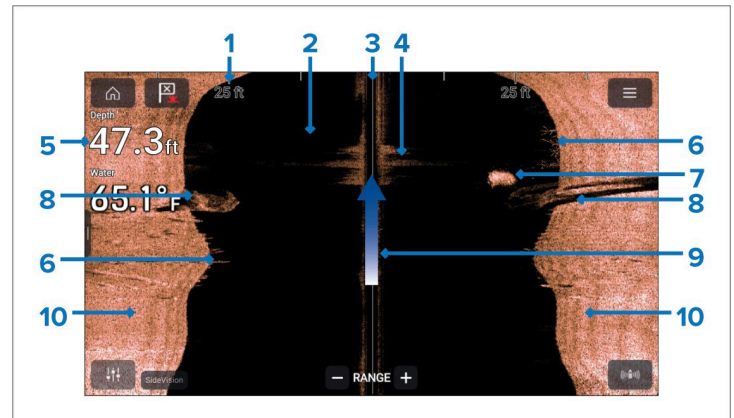 1
2
3
4
25 ft
25 ft
Depth
5
47.3ft
6
7
Water
8
65.1°F
8
6
9
10
10
SideVision
− RANGE +